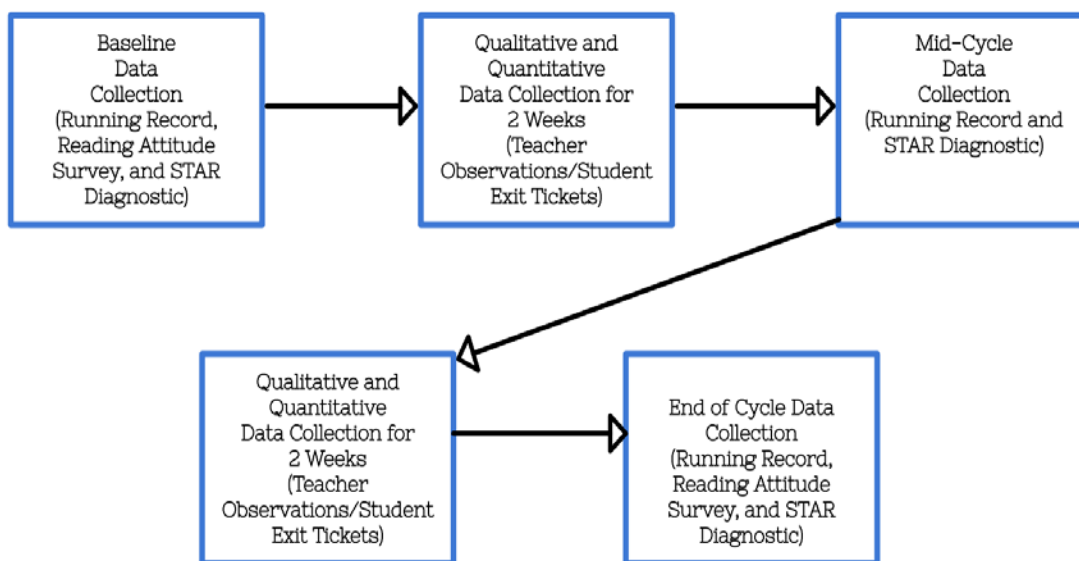 Baseline
Data
Collection
(Running Record,
Reading Attitude
Survey, and STAR
Diagnostic)
Qualitative and
Quantitative
Data Collection for
2 Weeks
(Teacher
Observations/Student
Exit Tickets)
Mid-Cycle
Data
Collection
(Running Record and
STAR Diagnostic)
Qualitative and
Quantitative
Data Collection for
2 Weeks
(Teacher
Observations/Student
Exit Tickets)
End of Cycle Data
Collection
(Running Record,
Reading Attitude
Survey, and STAR
Diagnostic)